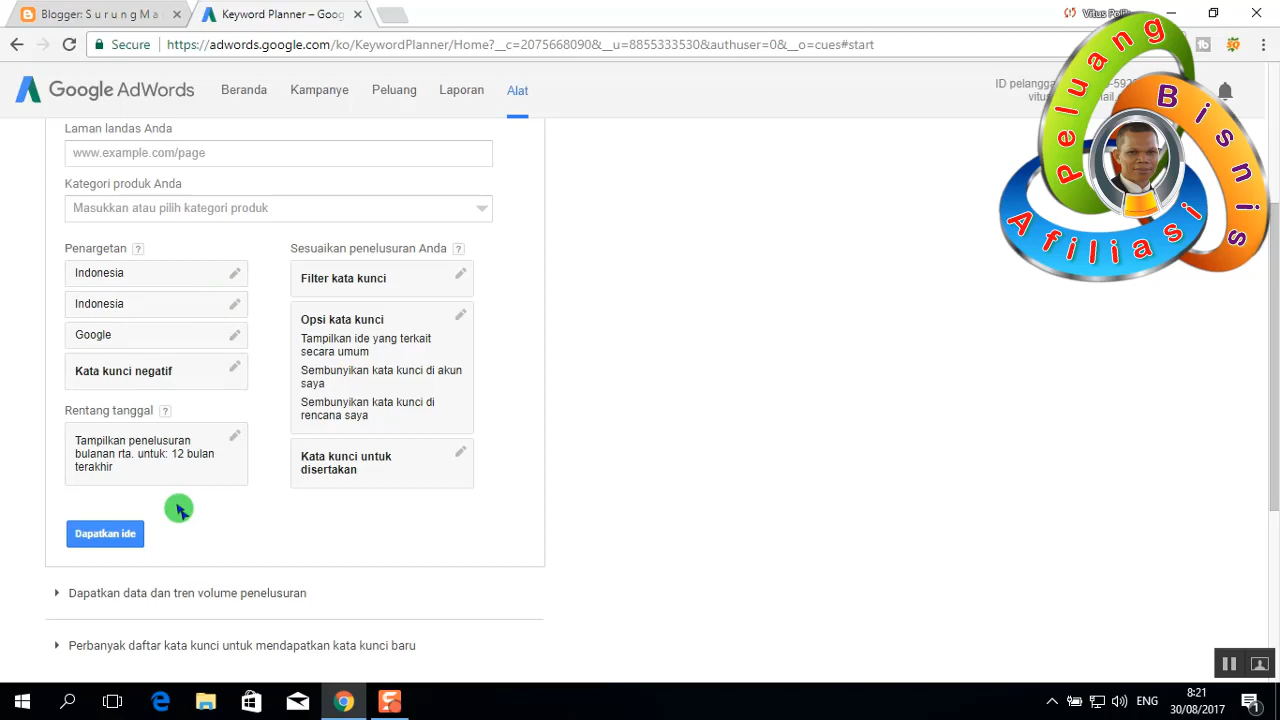 Blogger: S u r u n g M a
Keyword Planner – Goog
Vitus Polik
Secure
https://adwords.google.com/ko/KeywordPlanner/Home?__c=2075668090&__u=8855333530&authuser=0&__o=cues#start
Google AdWords
Beranda
Kampanye
Peluang
Laporan
Alat
ID pelangga
Peluang
Bisnis
Afiliasi
Laman landas Anda
www.example.com/page
Kategori produk Anda
Masukkan atau pilih kategori produk
Penargetan ?
Indonesia
Indonesia
Google
Kata kunci negatif
Rentang tanggal ?
Tampilkan penelusuran
bulanan rta. untuk: 12 bulan
terakhir
Sesuaikan penelusuran Anda ?
Filter kata kunci
Opsi kata kunci
Tampilkan ide yang terkait
secara umum
Sembunyikan kata kunci di akun
saya
Sembunyikan kata kunci di
rencana saya
Kata kunci untuk
disertakan
Dapatkan ide
Dapatkan data dan tren volume penelusuran
Perbanyak daftar kata kunci untuk mendapatkan kata kunci baru
ENG
8:21
30/08/2017